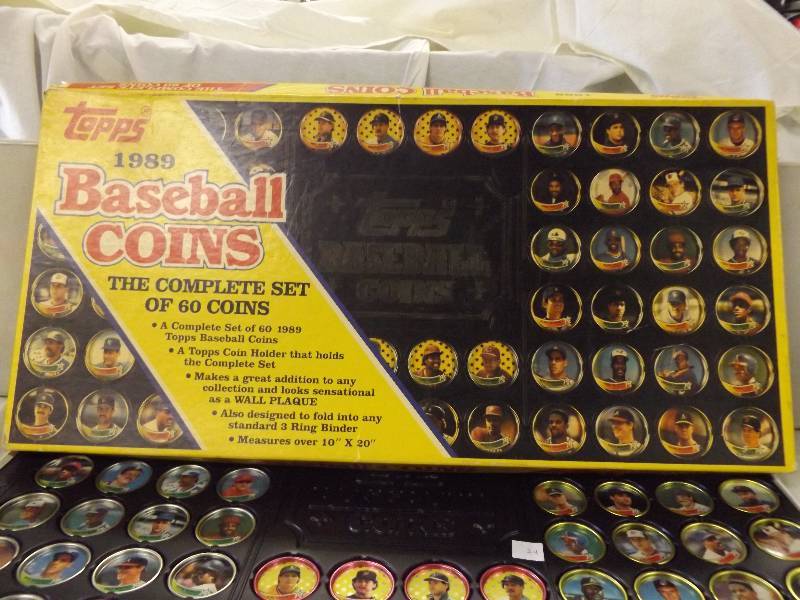 Baseball COINS
TOPPS®
1989
Baseball
COINS
THE COMPLETE SET
OF 60 COINS
• A Complete Set of 60 1989
Topps Baseball Coins
• A Topps Coin Holder that holds
the Complete Set
• Makes a great addition to any
collection and looks sensational
as a WALL PLAQUE
• Also designed to fold into any
standard 3 Ring Binder
• Measures over 10" X 20"
TOPPS
BASEBALL
COINS
COINS